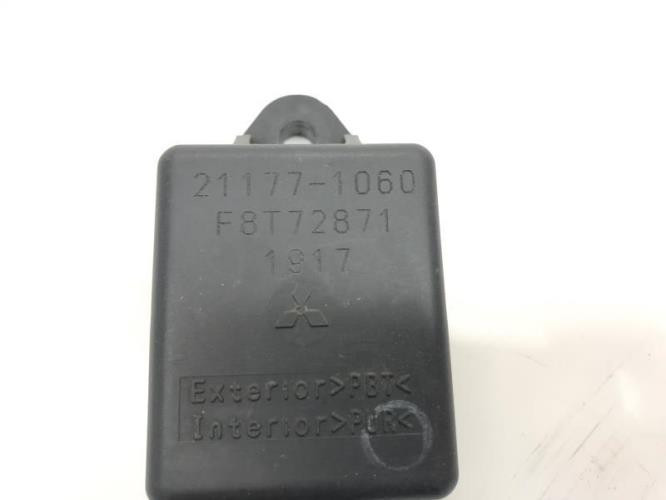 21177-1060
F8T72871
1917
Exterior>PBT<
Interior>PUR<